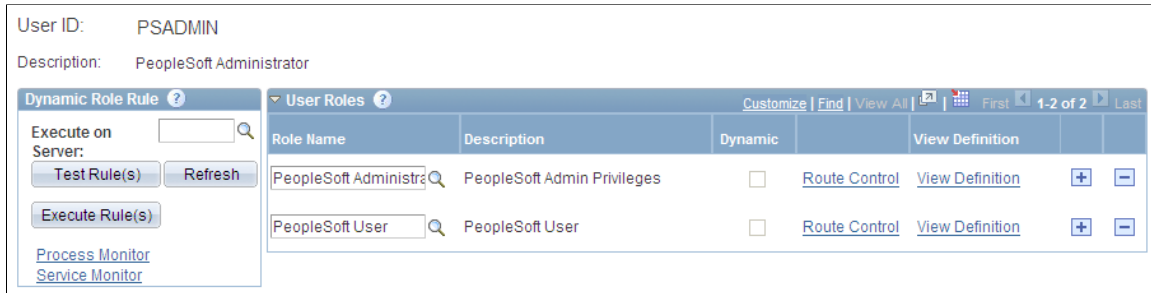 User ID: PSADMIN
Description: PeopleSoft Administrator
Dynamic Role Rule ?
Execute on Server:
Test Rule(s) Refresh
Execute Rule(s)
Process Monitor
Service Monitor
User Roles ? Customize | Find | View All | | First 1-2 of 2 Last
Role Name Description Dynamic View Definition
PeopleSoft Administra PeopleSoft Admin Privileges Route Control View Definition + -
PeopleSoft User PeopleSoft User Route Control View Definition + -